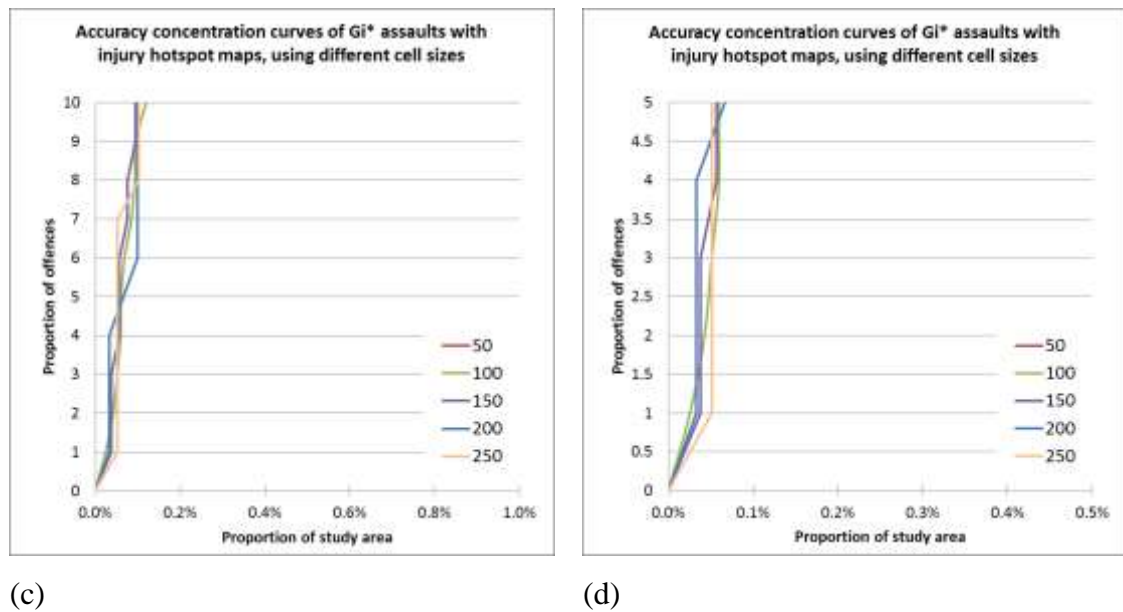 Accuracy concentration curves of Gi* assaults with
injury hotspot maps, using different cell sizes
Proportion of offences
10
9
8
7
6
5
4
3
2
1
0
50
100
150
200
250
0.0% 0.2% 0.4% 0.6% 0.8% 1.0%
Proportion of study area
(c)
Accuracy concentration curves of Gi* assaults with
injury hotspot maps, using different cell sizes
Proportion of offences
5
4.5
4
3.5
3
2.5
2
1.5
1
0.5
0
50
100
150
200
250
0.0% 0.1% 0.2% 0.3% 0.4% 0.5%
Proportion of study area
(d)